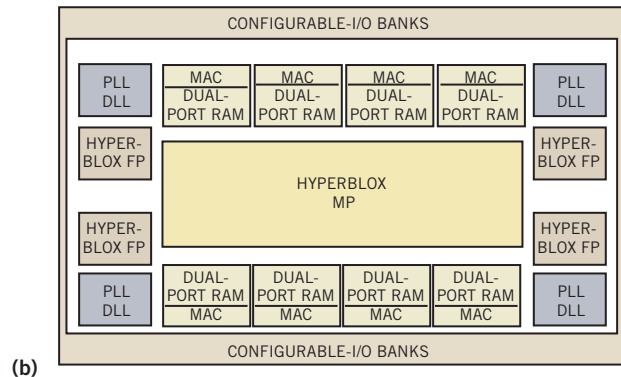 CONFIGURABLE-I/O BANKS
PLL
DLL
MAC
DUAL-
PORT RAM
MAC
DUAL-
PORT RAM
MAC
DUAL-
PORT RAM
MAC
DUAL-
PORT RAM
PLL
DLL
HYPER-
BLOX FP
HYPERBLOX
MP
HYPER-
BLOX FP
HYPER-
BLOX FP
HYPER-
BLOX FP
PLL
DLL
DUAL-
PORT RAM
MAC
DUAL-
PORT RAM
MAC
DUAL-
PORT RAM
MAC
DUAL-
PORT RAM
MAC
PLL
DLL
CONFIGURABLE-I/O BANKS
(b)